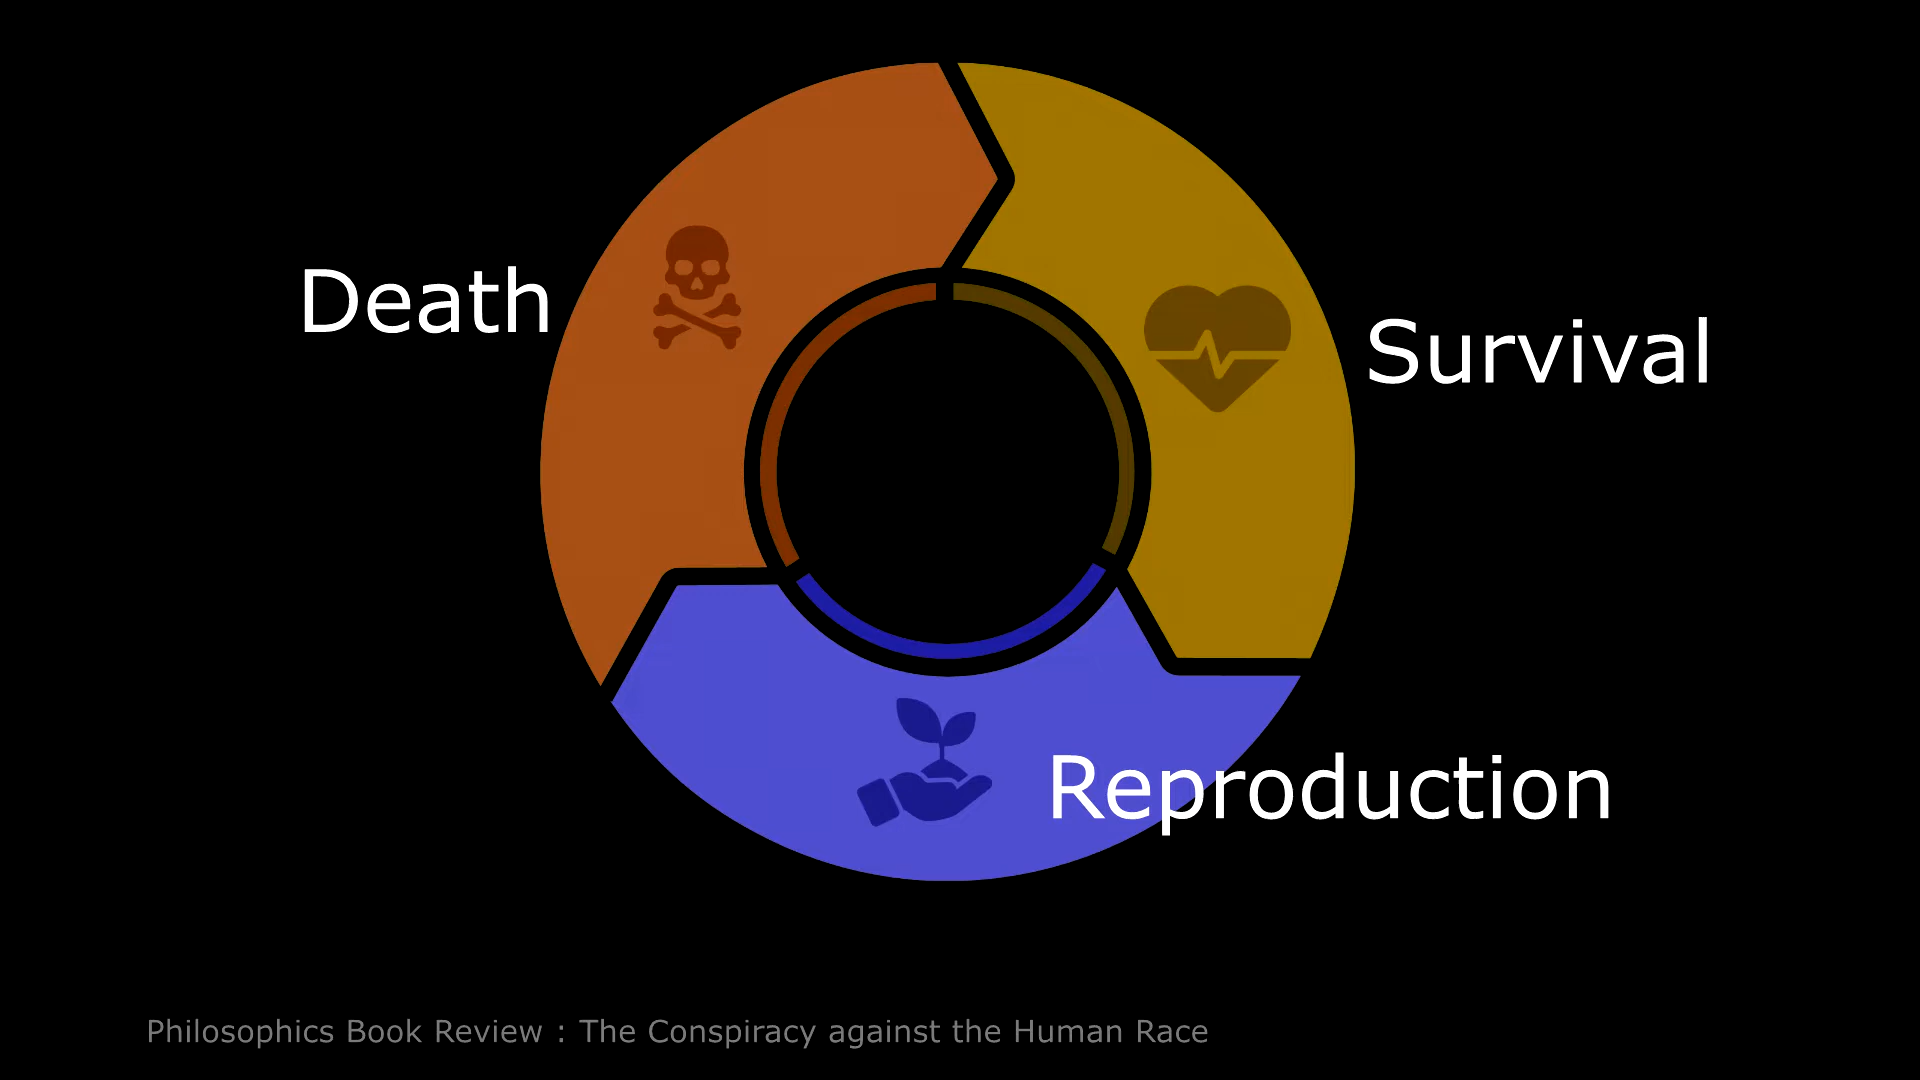 Death
Survival
Reproduction
Philosophics Book Review : The Conspiracy against the Human Race